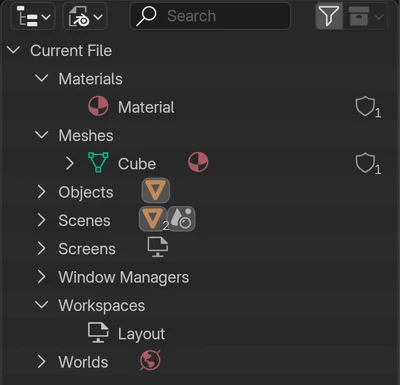 Search
Current File
Materials
Material 1
Meshes
Cube 1
Objects
Scenes 2
Screens
Window Managers
Workspaces
Layout
Worlds